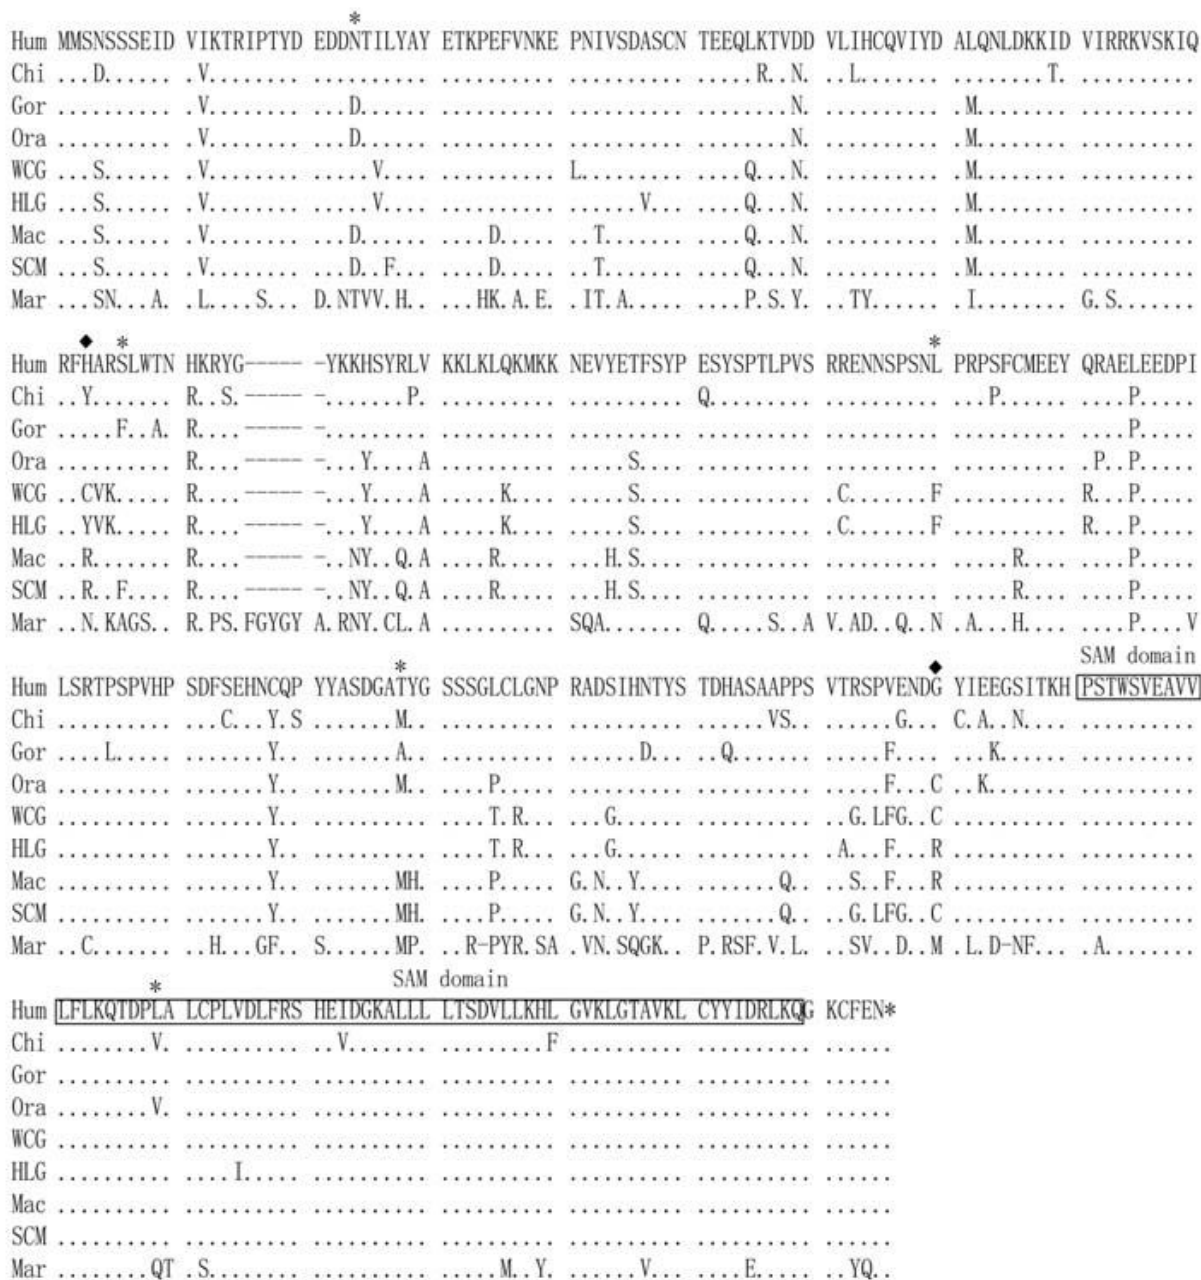 *
Hum MMSNSSSEID VIKTRIPTYD EDDNTILYAY ETKPEFVNKE PNIVSDASCN TEEQLKTVDD VLIHCQVIYD ALQNLDKKID VIRRKVSKIQ
Chi ...D...... .V........ .......... .......... .......... .....R..N. ..L....... .......T.. ..........
Gor .......... .V........ ...D...... .......... .......... ........N. .......... .M........ ..........
Ora .......... .V........ ...D...... .......... .......... ........N. .......... .M........ ..........
WCG ...S...... .V........ .....V.... .......... L......... ....Q...N. .......... .M........ ..........
HLG ...S...... .V........ .....V.... .......... ......V... ....Q...N. .......... .M........ ..........
Mac ...S...... .V........ ...D...... ....D..... ..T....... ....Q...N. .......... .M........ ..........
SCM ...S...... .V........ ...D..F... ....D..... ..T....... ....Q...N. .......... .M........ ..........
Mar ...SN...A. .L....S... D.NTVV.H.. ...HK.A.E. .IT.A..... ....P.S.Y. ..TY...... .I........ G.S.......
◆ * *
Hum RFHARSLWTN HKRYG----- -YKKHSYRLV KKLKLQKMKK NEVYETFSYP ESYSPTLPVS RRENNSPSNL PRPSFCMEEY QRAELEEDPI
Chi ..Y....... R..S.----- -......P.. .......... .......... Q......... .......... ....P..... ....P.....
Gor .....F..A. R....----- -......... .......... .......... .......... .......... .......... ....P.....
Ora .......... R....----- -...Y....A .......... .....S.... .......... .......... .......... .P..P.....
WCG ..CVK..... R....----- -...Y....A ....K..... .....S.... .......... .C.......F .......... R...P.....
HLG ..YVK..... R....----- -...Y....A ....K..... .....S.... .......... .C.......F .......... R...P.....
Mac ..R....... R....----- -..NY..Q.A ...R...... ...H.S.... .......... .......... .....R.... ....P.....
SCM ..R..F.... R....----- -..NY..Q.A ...R...... ...H.S.... .......... .......... .....R.... ....P.....
Mar ..N.KAGS.. R.PS.FGYGY A.RNY.CL.A .......... SQA....... Q.....S..A V.AD..Q..N .A...H.... ....P....V
* ◆ SAM domain
Hum LSRTPSPVHP SDFSEHNCQP YYASDGATYG SSSGLCLGNP RADSIHNTYS TDHASAAPPS VTRSPVENDG YIEEGSITKH PSTWSVEAVV
Chi .......... ....C..Y.S .......M.. .......... .......... ......VS.. ......G... C.A..N.... ..........
Gor ....L..... .......Y.. .......A.. .......... ......D... ..Q....... .....F.... ...K...... ..........
Ora .......... .......Y.. .......M.. ....P..... .......... .......... .....F...C ..K....... ..........
WCG .......... .......Y.. .......... ....T.R... ...G...... .......... ..G.LFG..C .......... ..........
HLG .......... .......Y.. .......... ....T.R... ...G...... .......... .A...F...R .......... ..........
Mac .......... .......Y.. .......MH. ....P..... G.N..Y.... .......Q.. ..S..F...R .......... ..........
SCM .......... .......Y.. .......MH. ....P..... G.N..Y.... .......Q.. ..G.LFG..C .......... ..........
Mar ..C....... ...H...GF. S......MP. ..R-PYR.SA .VN.SQGK.. P.RSF.V.L. ..SV..D..M .L.D-NF... .A........
* SAM domain
Hum LFLKQTDPLA LCPLVDLFRS HEIDGKALLL LTSDVLLKHL GVKLGTAVKL CYYIDRLKQG KCFEN*
Chi ........V. .......... ...V...... .........F .......... .......... ......
Gor .......... .......... .......... .......... .......... .......... ......
Ora ........V. .......... .......... .......... .......... .......... ......
WCG .......... .......... .......... .......... .......... .......... ......
HLG .......... .....I.... .......... .......... .......... .......... ......
Mac .......... .......... .......... .......... .......... .......... ......
SCM .......... .......... .......... .......... .......... .......... ......
Mar ........QT .S........ .......... .....M..Y. ......V... ....E..... ..YQ..